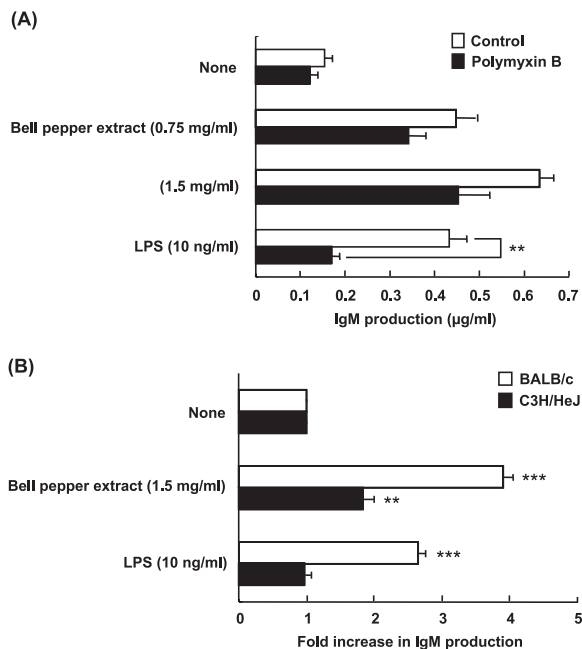 (A)
Control
Polymyxin B
None
Bell pepper extract (0.75 mg/ml)
(1.5 mg/ml)
LPS (10 ng/ml)
**
0 0.1 0.2 0.3 0.4 0.5 0.6 0.7
IgM production (μg/ml)
(B)
BALB/c
C3H/HeJ
None
Bell pepper extract (1.5 mg/ml)
***
**
LPS (10 ng/ml)
***
0 1 2 3 4 5
Fold increase in IgM production